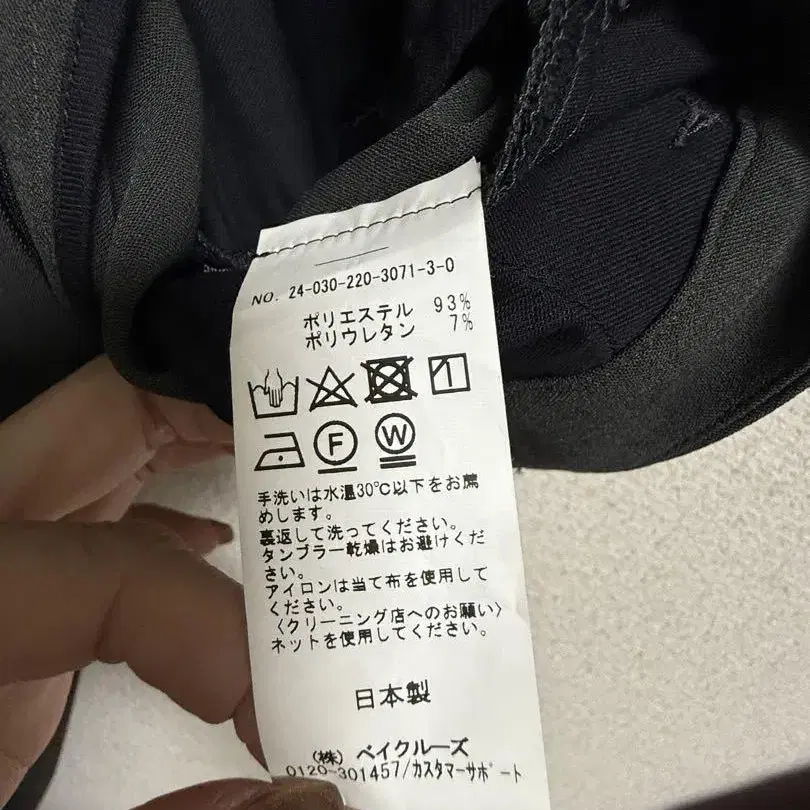 NO. 24-030-220-3071-3-0
ポリエステル 93%
ポリウレタン 7%
F W
手洗いは水温30℃以下をお薦
めします。
裏返して洗ってください。
タンブラー乾燥はお避けくだ
さい。
アイロンは当て布を使用して
ください。
〈クリーニング店へのお願い〉
ネットを使用してください。
日本製
(株) ベイクルーズ
0120-301457/カスタマーサポート